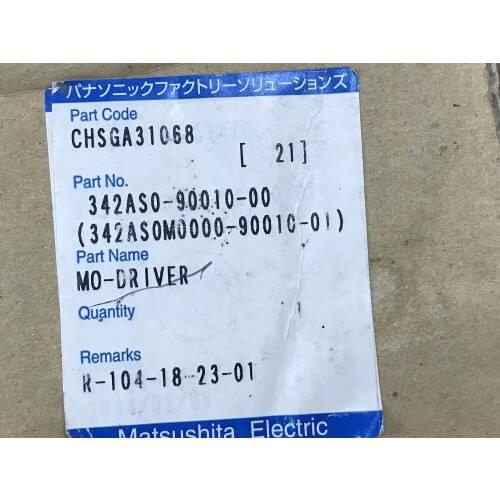 パナソニックファクトリーソリューションズ
Part Code
CHSGA31068
[ 21]
Part No.
342AS0-90010-00
(342AS0M0000-90010-01)
Part Name
MO-DRIVER
Quantity
Remarks
R-104-18-23-01
Matsushita Electric